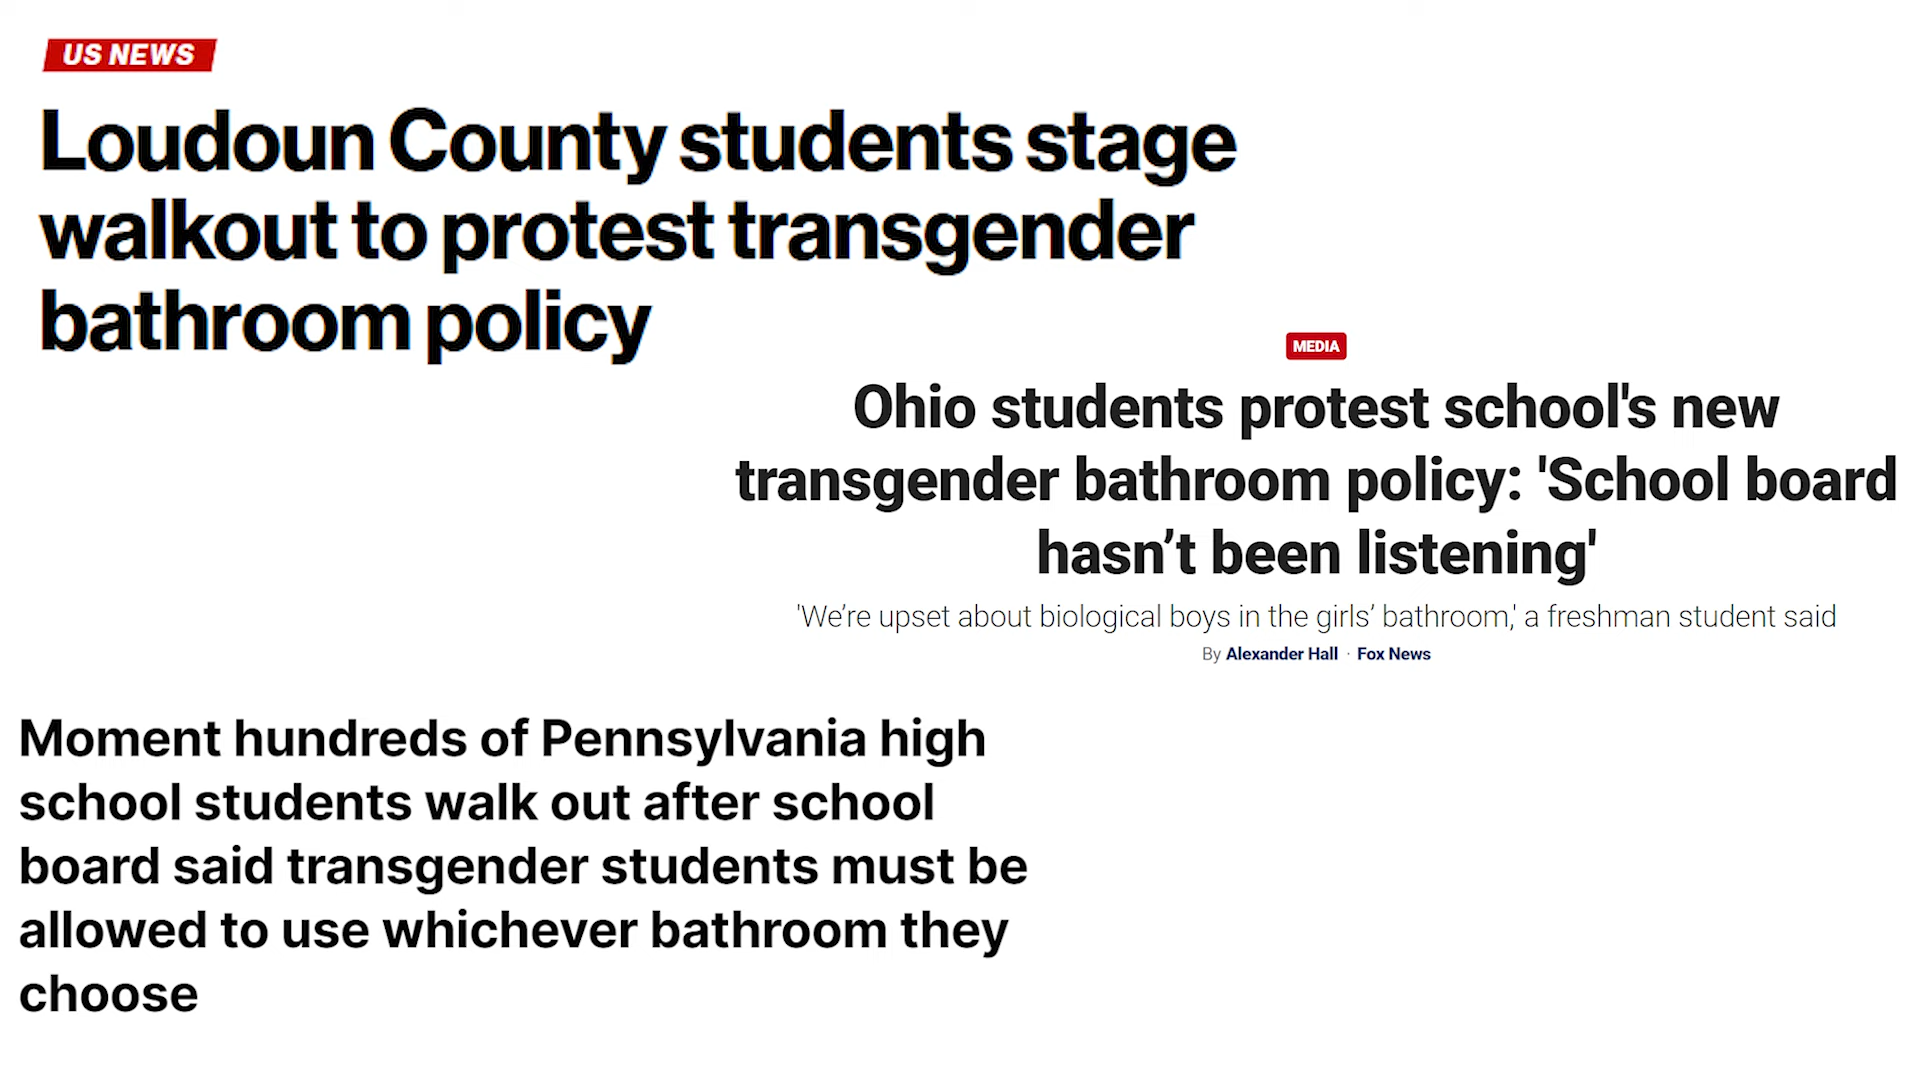 US NEWS
Loudoun County students stage
walkout to protest transgender
bathroom policy
MEDIA
Ohio students protest school's new
transgender bathroom policy: 'School board
hasn’t been listening'
'We’re upset about biological boys in the girls’ bathroom,' a freshman student said
By Alexander Hall · Fox News
Moment hundreds of Pennsylvania high
school students walk out after school
board said transgender students must be
allowed to use whichever bathroom they
choose